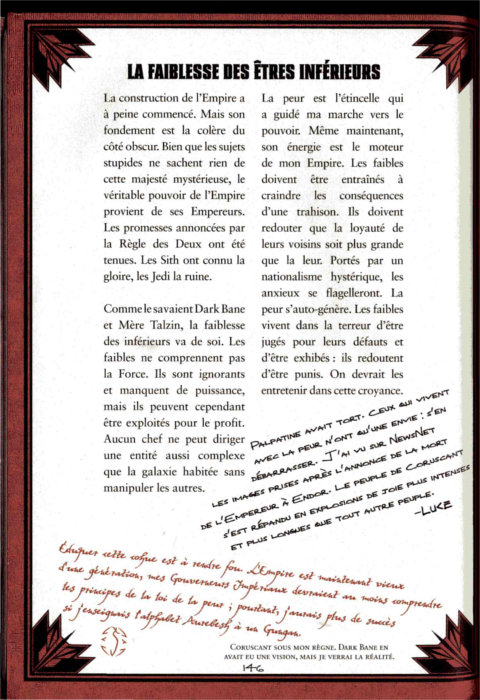 LA FAIBLESSE DES ÊTRES INFÉRIEURS
La construction de l'Empire a
à peine commencé. Mais son
fondement est la colère du
côté obscur. Bien que les sujets
stupides ne sachent rien de
cette majesté mystérieuse, le
véritable pouvoir de l'Empire
provient de ses Empereurs.
Les promesses annoncées par
la Règle des Deux ont été
tenues. Les Sith ont connu la
gloire, les Jedi la ruine.
Comme le savaient Dark Bane
et Mère Talzin, la faiblesse
des inférieurs va de soi. Les
faibles ne comprennent pas
la Force. Ils sont ignorants
et manquent de puissance,
mais ils peuvent cependant
être exploités pour le profit.
Aucun chef ne peut diriger
une entité aussi complexe
que la galaxie habitée sans
manipuler les autres.
La peur est l'étincelle qui
a guidé ma marche vers le
pouvoir. Même maintenant,
son énergie est le moteur
de mon Empire. Les faibles
doivent être entraînés à
craindre les conséquences
d'une trahison. Ils doivent
redouter que la loyauté de
leurs voisins soit plus grande
que la leur. Portés par un
nationalisme hystérique, les
anxieux se flagelleront. La
peur s'auto-génère. Les faibles
vivent dans la terreur d'être
jugés pour leurs défauts et
d'être exhibés : ils redoutent
d'être punis. On devrait les
entretenir dans cette croyance.
PALPATINE AVAIT TORT. CEUX QUI VIVENT
AVEC LA PEUR N'ONT QU'UNE ENVIE : S'EN
DÉBARRASSER. J'AI VU SUR NEWSNET
LES IMAGES PRISES APRÈS L'ANNONCE DE LA MORT
DE L'EMPEREUR À ENDOR. LE PEUPLE DE CORUSCANT
S'EST RÉPANDU EN EXPLOSIONS DE JOIE PLUS INTENSES
ET PLUS LONGUES QUE TOUT AUTRE PEUPLE.
-LUKE
Éduquer cette cohue est à rendre fou. L'Empire est maintenant vieux
d'une génération, mes Gouverneurs Impériaux devraient au moins comprendre
les principes de la loi de la peur ; pourtant, j'aurais plus de succès
si j'enseignais l'alphabet Aurebesh à un Gungan.
CORUSCANT SOUS MON RÈGNE. DARK BANE EN
AVAIT EU UNE VISION, MAIS JE VERRAI LA RÉALITÉ.
146